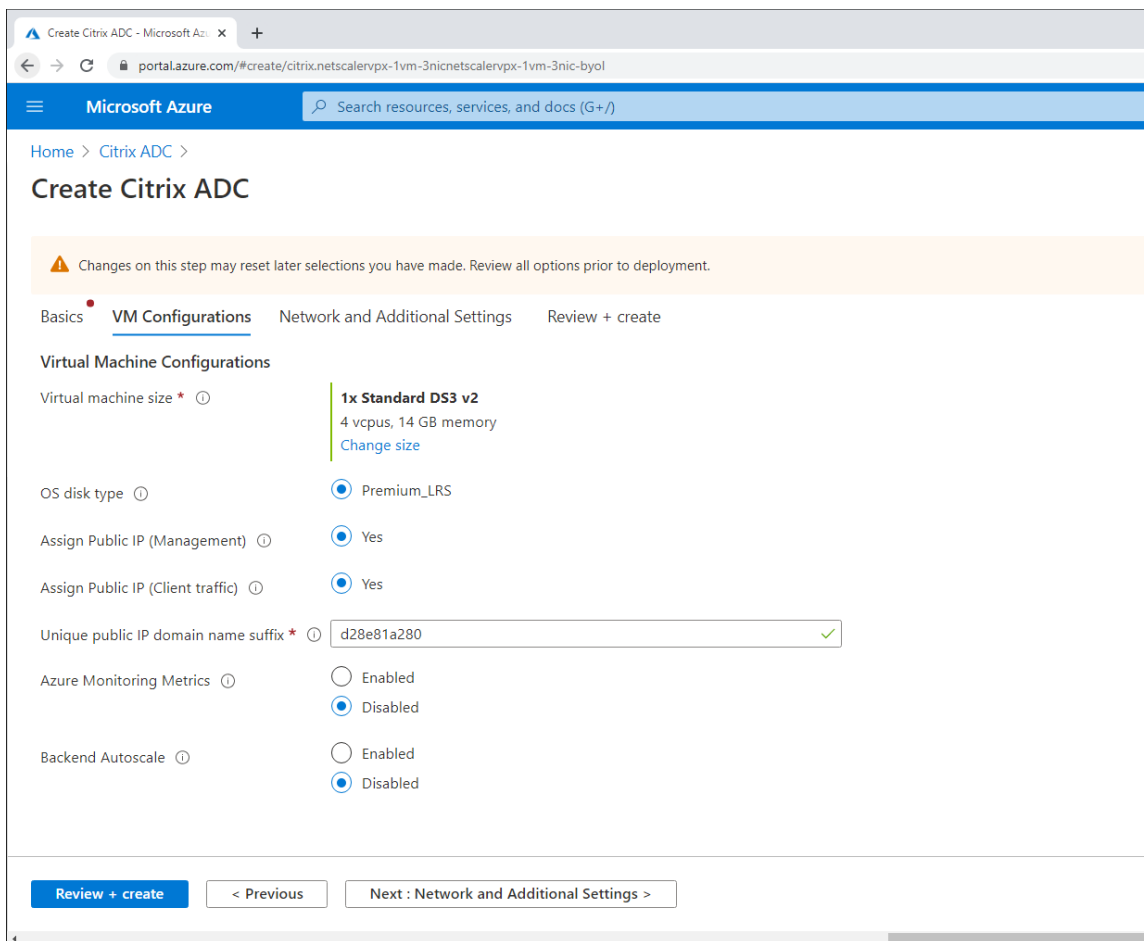 Create Citrix ADC - Microsoft Azu
portal.azure.com/#create/citrix.netscalervpx-1vm-3nicnetscalervpx-1vm-3nic-byol
Microsoft Azure
Search resources, services, and docs (G+/)
Home > Citrix ADC >
Create Citrix ADC
Changes on this step may reset later selections you have made. Review all options prior to deployment.
Basics VM Configurations Network and Additional Settings Review + create
Virtual Machine Configurations
Virtual machine size * 1x Standard DS3 v2
4 vcpus, 14 GB memory
Change size
OS disk type Premium_LRS
Assign Public IP (Management) Yes
Assign Public IP (Client traffic) Yes
Unique public IP domain name suffix * d28e81a280
Azure Monitoring Metrics Enabled
Disabled
Backend Autoscale Enabled
Disabled
Review + create < Previous Next : Network and Additional Settings >